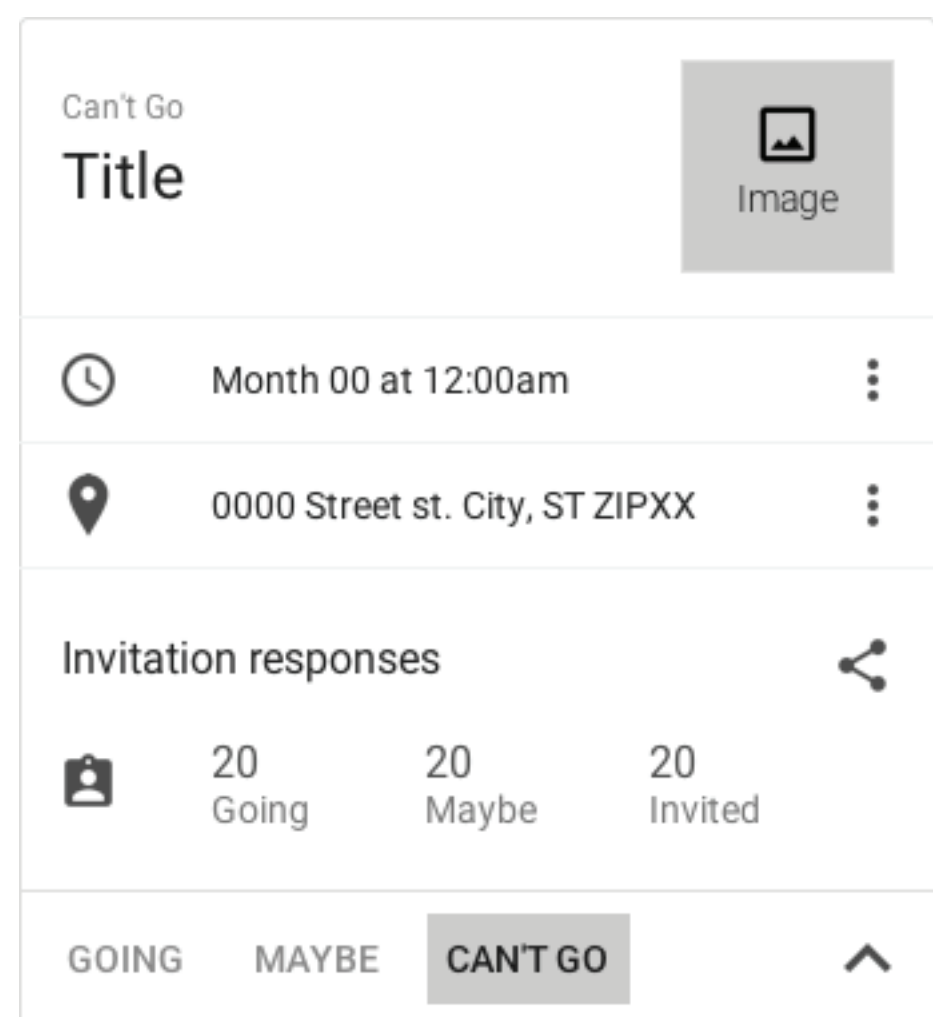 Can't Go
Title
Image
Month 00 at 12:00am
0000 Street st. City, ST ZIPXX
Invitation responses
20 20 20
Going Maybe Invited
GOING MAYBE CAN'T GO